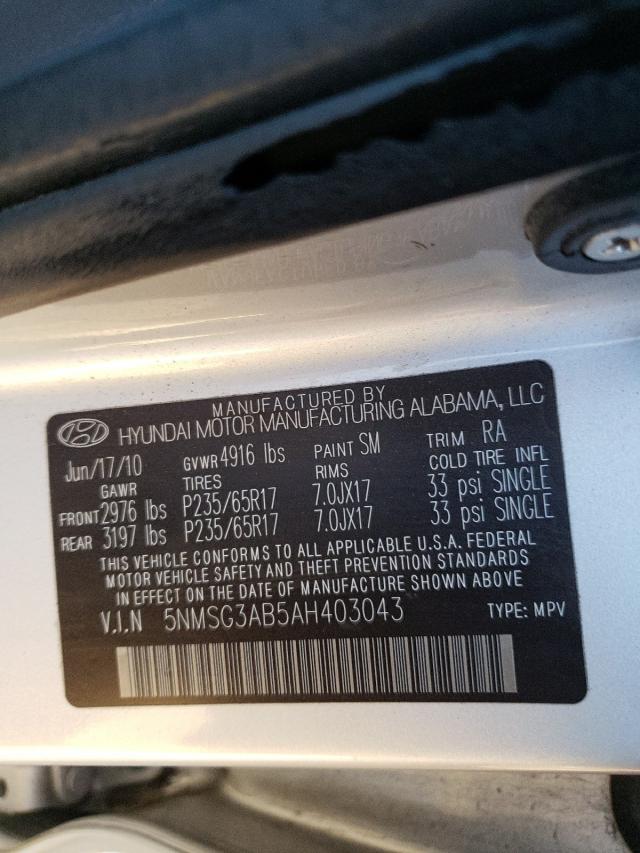 MANUFACTURED BY
HYUNDAI MOTOR MANUFACTURING ALABAMA, LLC
Jun/17/10 GVWR 4916 lbs PAINT SM TRIM RA
GAWR TIRES RIMS COLD TIRE INFL
FRONT 2976 lbs P235/65R17 7.0JX17 33 psi SINGLE
REAR 3197 lbs P235/65R17 7.0JX17 33 psi SINGLE
THIS VEHICLE CONFORMS TO ALL APPLICABLE U.S.A. FEDERAL
MOTOR VEHICLE SAFETY AND THEFT PREVENTION STANDARDS
IN EFFECT ON THE DATE OF MANUFACTURE SHOWN ABOVE
V.I.N 5NMSG3AB5AH403043 TYPE: MPV